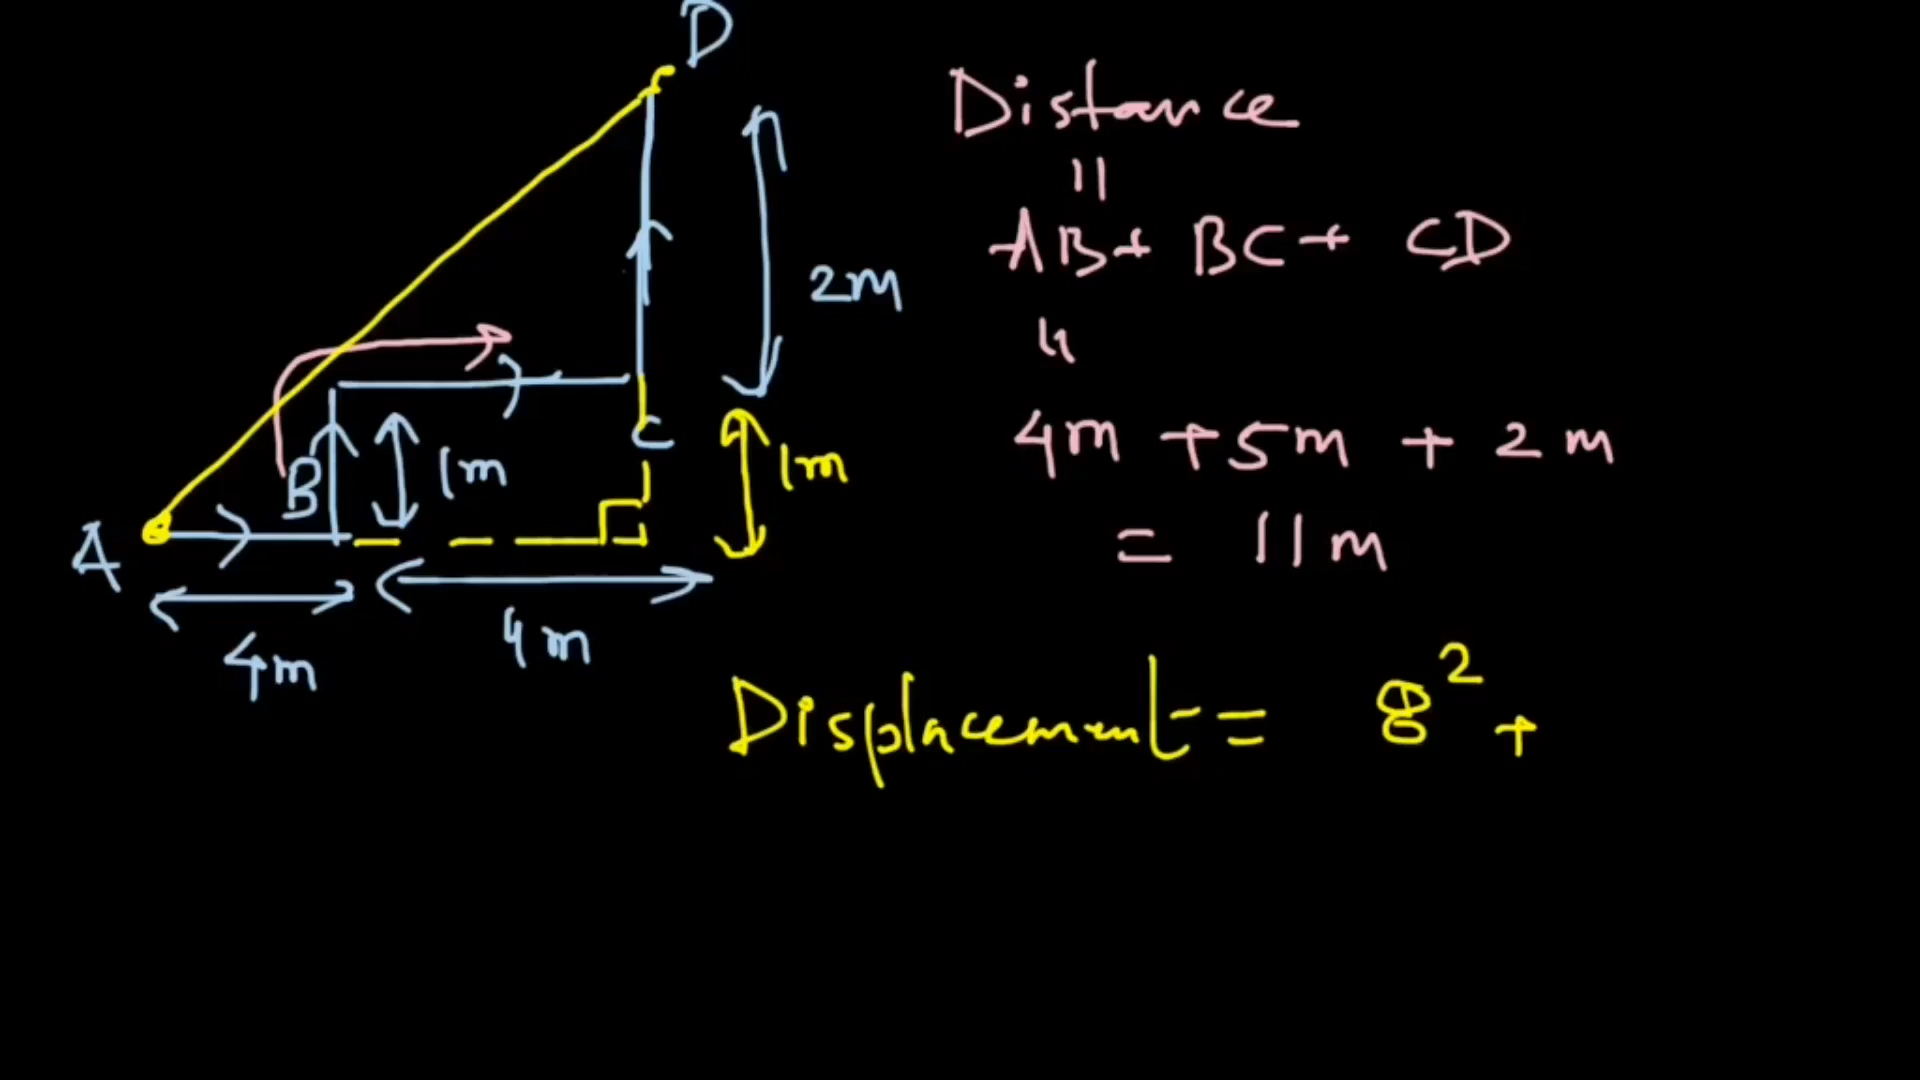 D
Distance
=
AB + BC + CD
2m
=
C
B
1m
1m
4m + 5m + 2m
A
= 11m
4m
4m
Displacement = 8² +